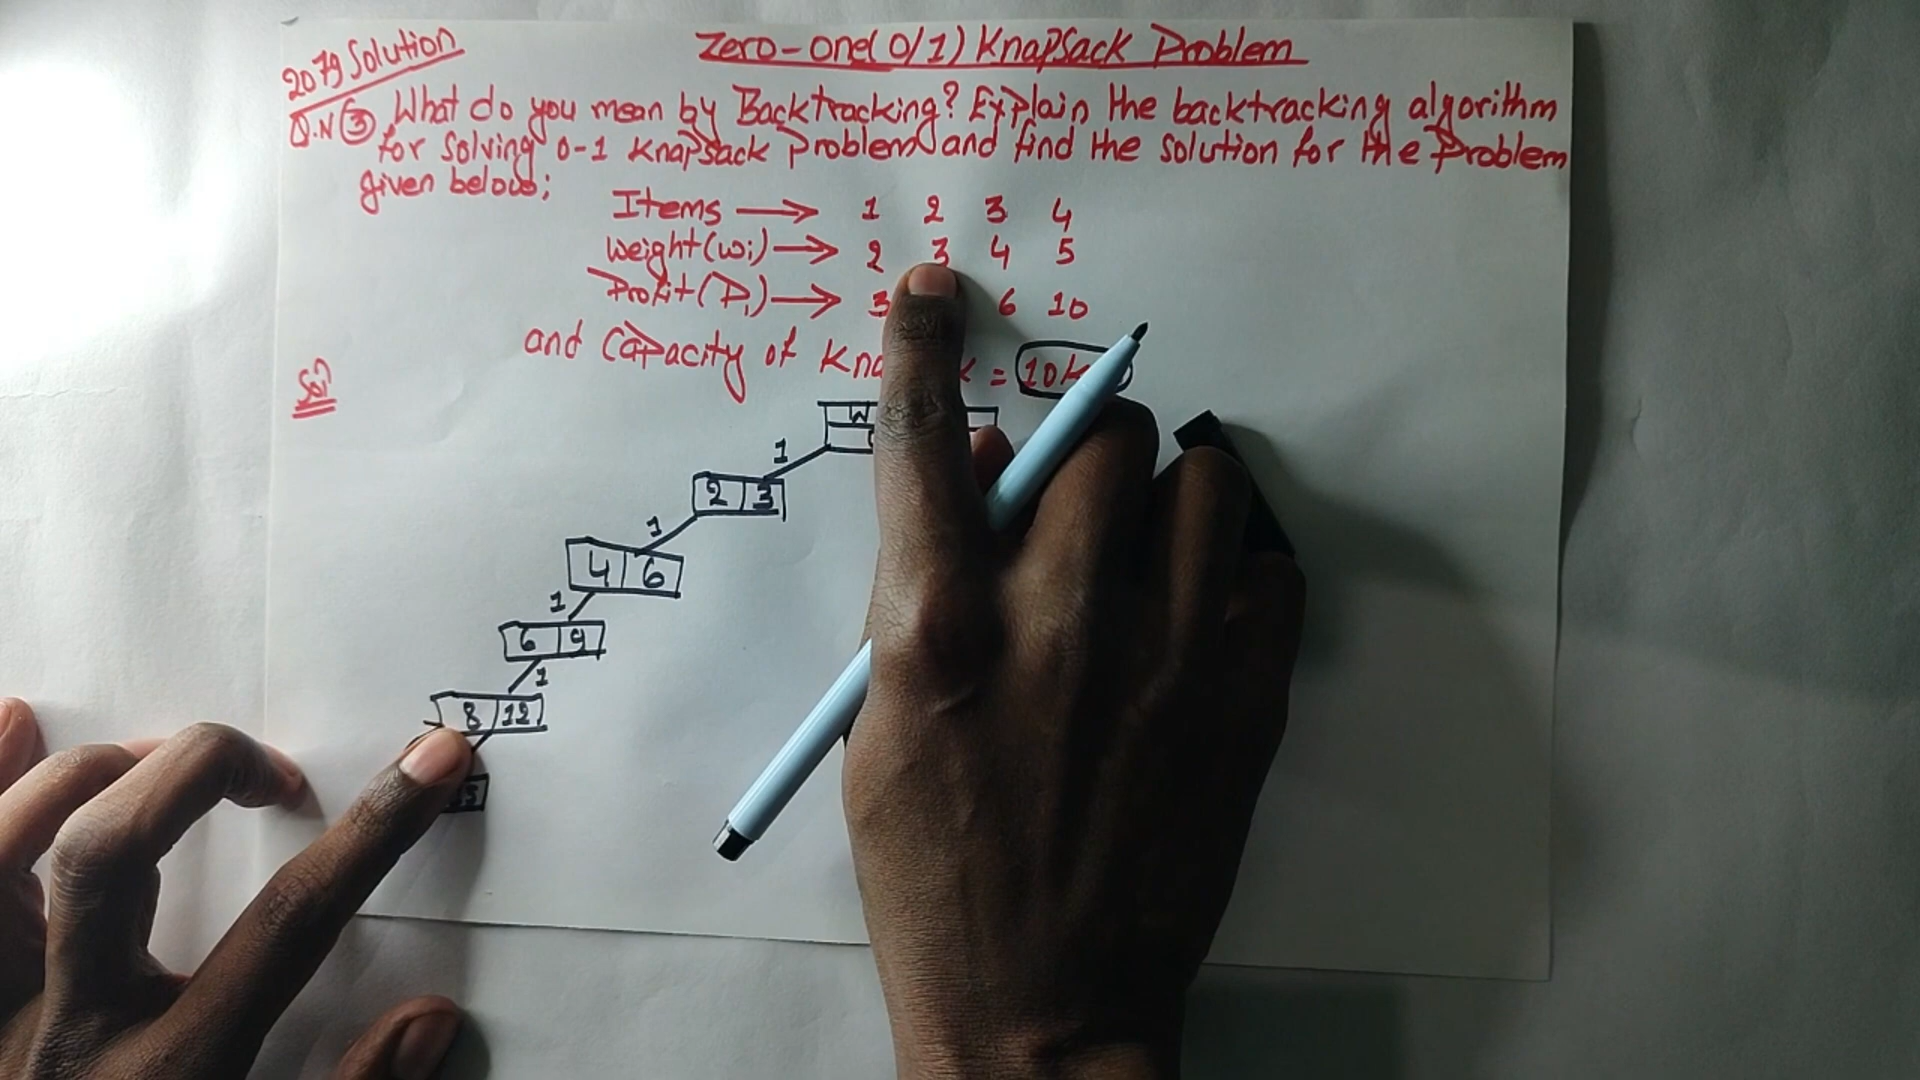 2079 Solution
Zero-one(0/1) Knapsack Problem
Q.N 3 What do you mean by Backtracking? Explain the backtracking algorithm
for solving 0-1 Knapsack Problem and find the solution for the Problem
given below;
Items → 1 2 3 4
Weight(wi) → 2 3 4 5
Profit(Pi) → 3 6 10
and Capacity of = 10
Sol
W
1
2 3
1
4 6
1
6 9
1
8 12